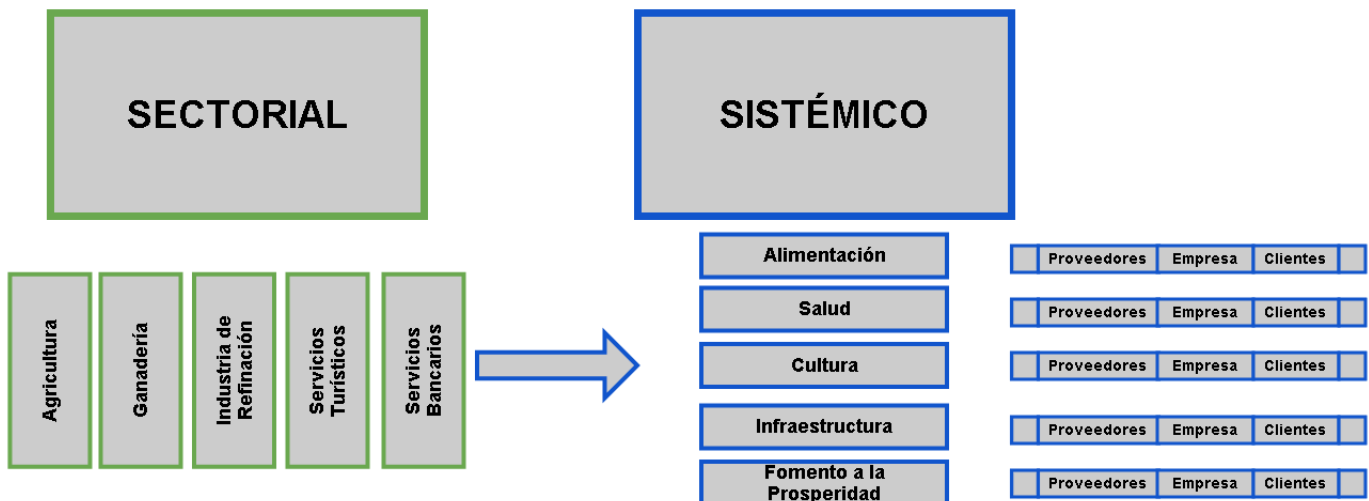 SECTORIAL
SISTÉMICO
Agricultura
Ganadería
Industria de
Refinación
Servicios
Turísticos
Servicios
Bancarios
Alimentación
Proveedores Empresa Clientes
Salud
Proveedores Empresa Clientes
Cultura
Proveedores Empresa Clientes
Infraestructura
Proveedores Empresa Clientes
Fomento a la
Prosperidad
Proveedores Empresa Clientes